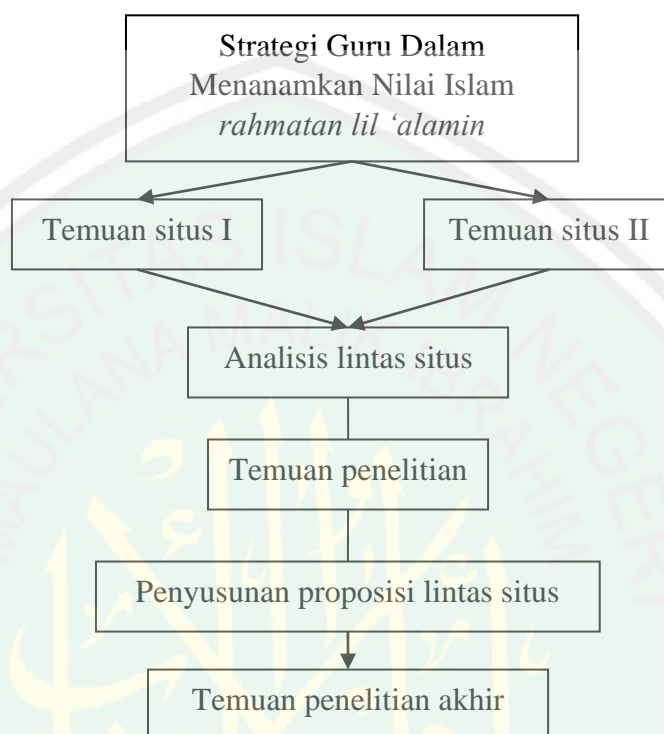 Strategi Guru Dalam
Menanamkan Nilai Islam
rahmatan lil ‘alamin
Temuan situs I
Temuan situs II
Analisis lintas situs
Temuan penelitian
Penyusunan proposisi lintas situs
Temuan penelitian akhir